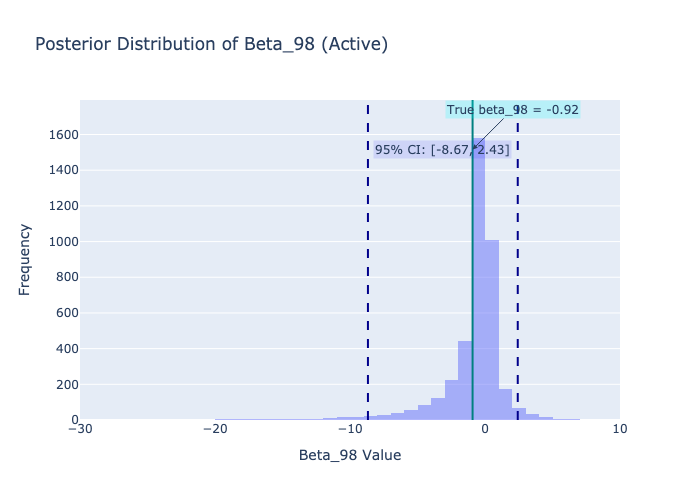 Posterior Distribution of Beta_98 (Active)
True beta_98 = -0.92
95% CI: [-8.67, 2.43]
Frequency
1600
1400
1200
1000
800
600
400
200
0
−30
−20
−10
0
10
Beta_98 Value